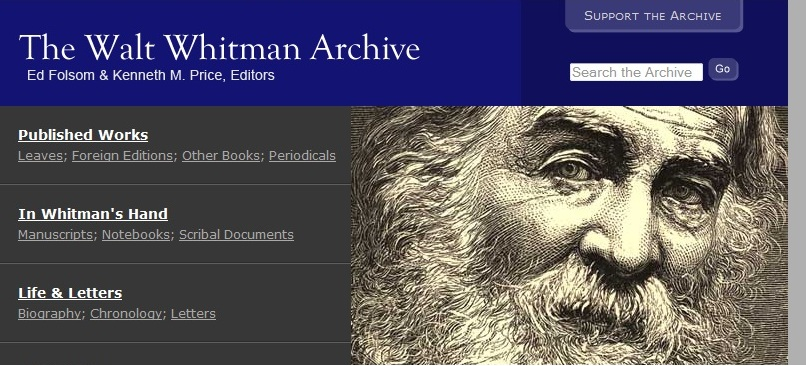 Support the Archive
The Walt Whitman Archive
Ed Folsom & Kenneth M. Price, Editors
Search the Archive Go
Published Works
Leaves; Foreign Editions; Other Books; Periodicals
In Whitman's Hand
Manuscripts; Notebooks; Scribal Documents
Life & Letters
Biography; Chronology; Letters